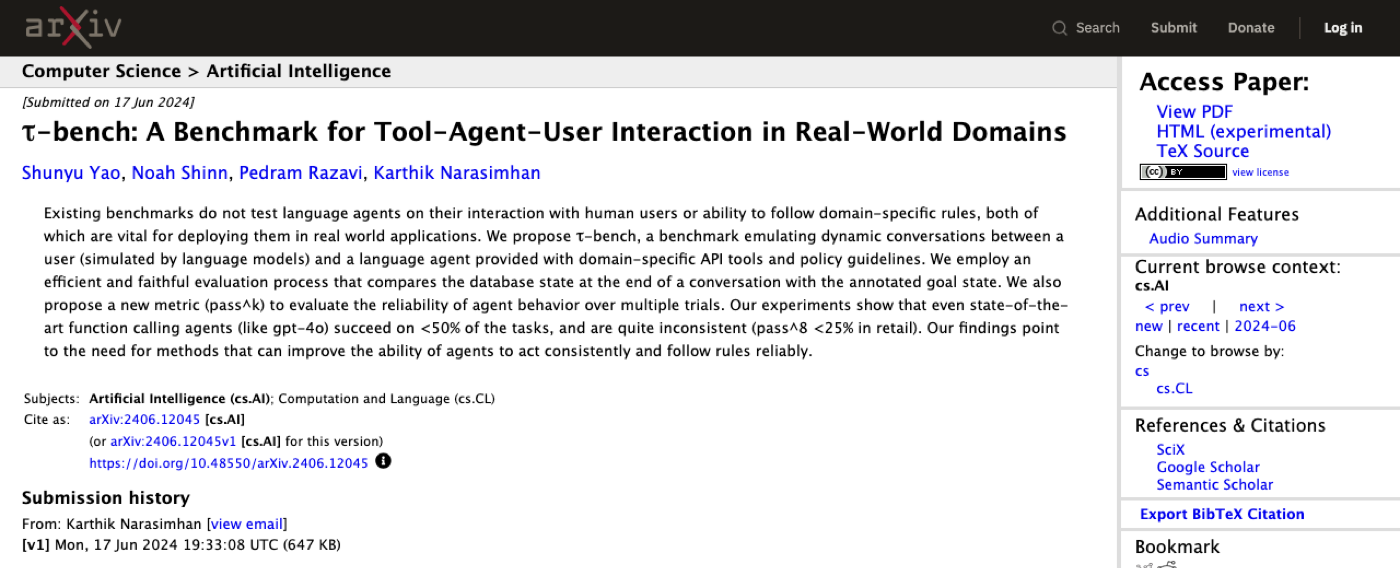 arXiv
Search Submit Donate Log in
Computer Science > Artificial Intelligence
[Submitted on 17 Jun 2024]
τ-bench: A Benchmark for Tool-Agent-User Interaction in Real-World Domains
Shunyu Yao, Noah Shinn, Pedram Razavi, Karthik Narasimhan
Existing benchmarks do not test language agents on their interaction with human users or ability to follow domain-specific rules, both of
which are vital for deploying them in real world applications. We propose τ-bench, a benchmark emulating dynamic conversations between a
user (simulated by language models) and a language agent provided with domain-specific API tools and policy guidelines. We employ an
efficient and faithful evaluation process that compares the database state at the end of a conversation with the annotated goal state. We also
propose a new metric (pass^k) to evaluate the reliability of agent behavior over multiple trials. Our experiments show that even state-of-the-
art function calling agents (like gpt-4o) succeed on <50% of the tasks, and are quite inconsistent (pass^8 <25% in retail). Our findings point
to the need for methods that can improve the ability of agents to act consistently and follow rules reliably.
Subjects: Artificial Intelligence (cs.AI); Computation and Language (cs.CL)
Cite as: arXiv:2406.12045 [cs.AI]
(or arXiv:2406.12045v1 [cs.AI] for this version)
https://doi.org/10.48550/arXiv.2406.12045
Submission history
From: Karthik Narasimhan [view email]
[v1] Mon, 17 Jun 2024 19:33:08 UTC (647 KB)
Access Paper:
View PDF
HTML (experimental)
TeX Source
(cc) BY view license
Additional Features
Audio Summary
Current browse context:
cs.AI
< prev | next >
new | recent | 2024-06
Change to browse by:
cs
cs.CL
References & Citations
SciX
Google Scholar
Semantic Scholar
Export BibTeX Citation
Bookmark